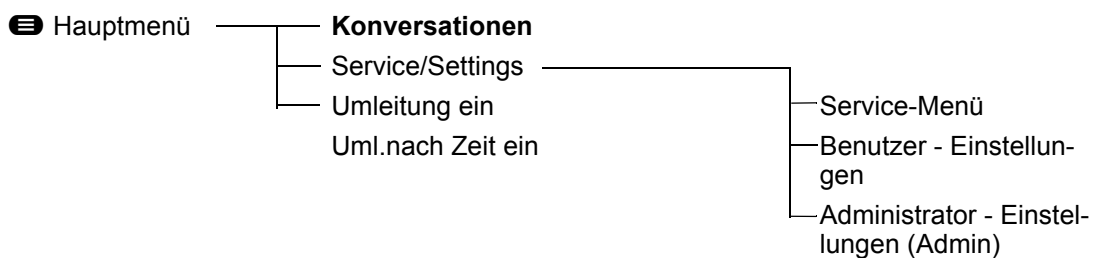 Hauptmenü
Konversationen
Service/Settings
Umleitung ein
Uml.nach Zeit ein
Service-Menü
Benutzer - Einstellun-
gen
Administrator - Einstel-
lungen (Admin)